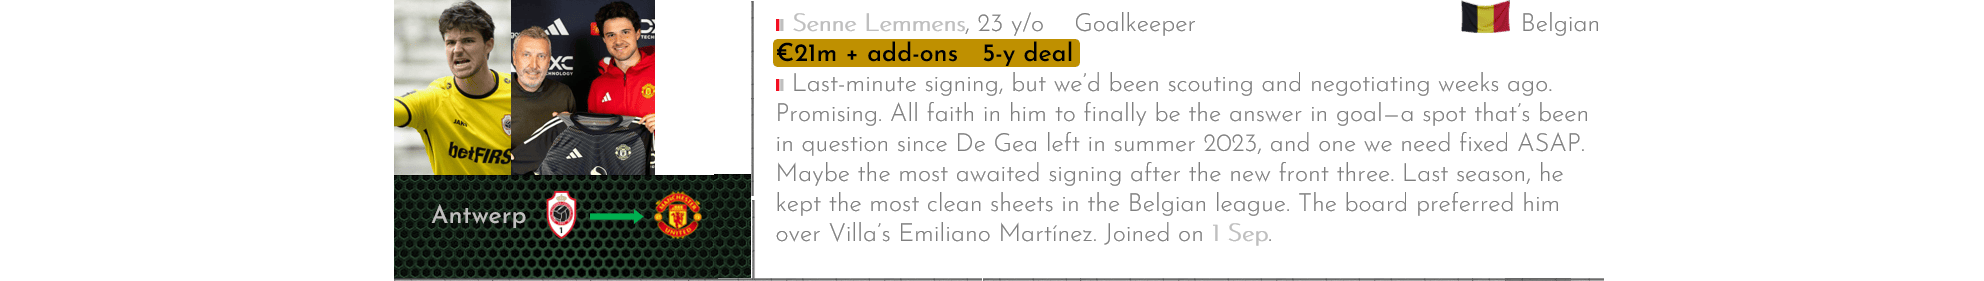 Senne Lemmens, 23 y/o Goalkeeper Belgian
€21m + add-ons 5-y deal
Last-minute signing, but we’d been scouting and negotiating weeks ago.
Promising. All faith in him to finally be the answer in goal—a spot that’s been
in question since De Gea left in summer 2023, and one we need fixed ASAP.
Maybe the most awaited signing after the new front three. Last season, he
kept the most clean sheets in the Belgian league. The board preferred him
over Villa’s Emiliano Martínez. Joined on 1 Sep.
betFIRS
Antwerp
1
MANCHESTER
UNITED